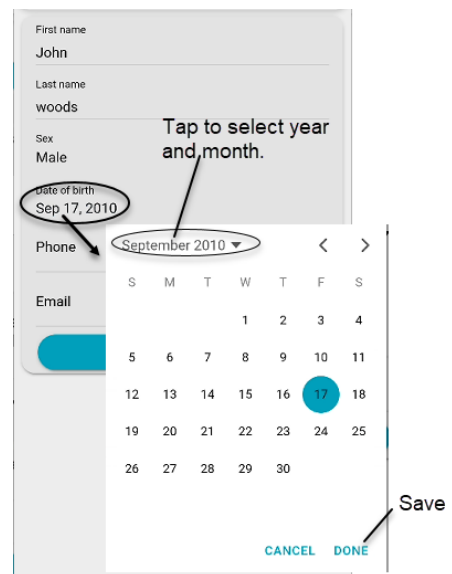 First name
John
Last name
woods
Sex
Male
Tap to select year
and month.
Date of birth
Sep 17, 2010
Phone
Email
September 2010
S M T W T F S
1 2 3 4
5 6 7 8 9 10 11
12 13 14 15 16 17 18
19 20 21 22 23 24 25
26 27 28 29 30
CANCEL DONE
Save